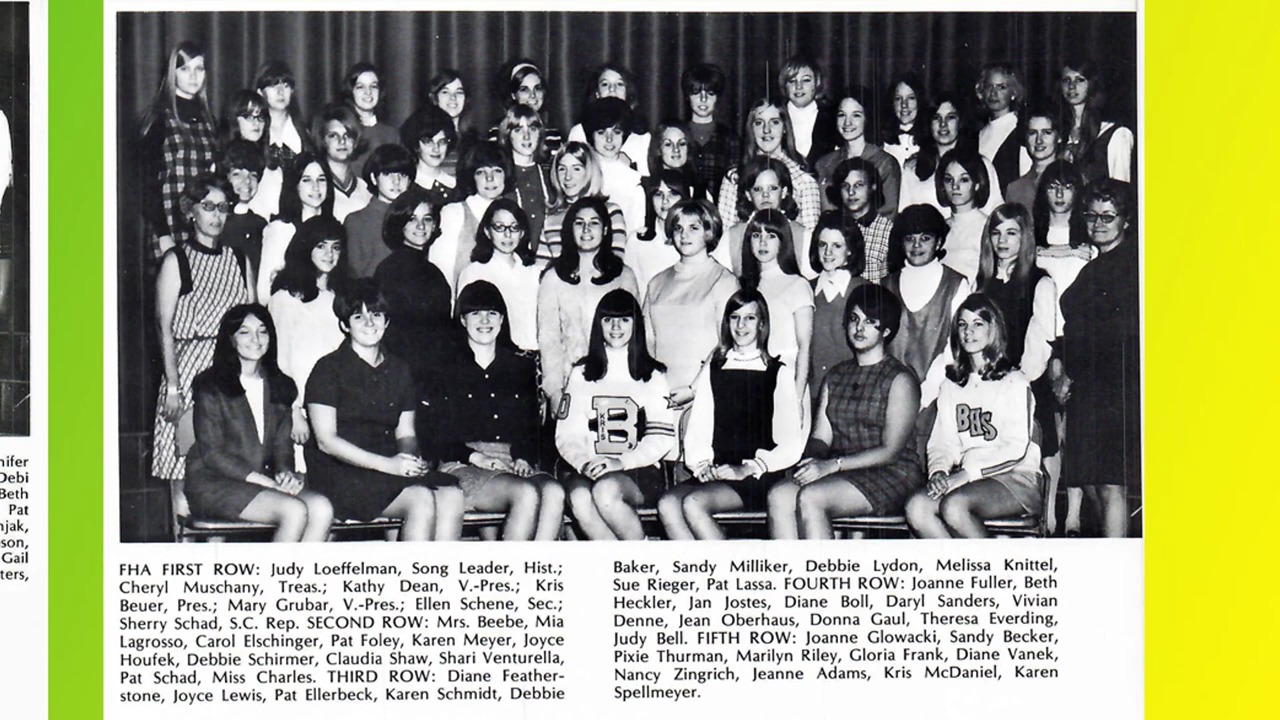 nifer
Debi
Beth
Pat
njak,
son,
Gail
ters,
B
KRIS
BHS
FHA FIRST ROW: Judy Loeffelman, Song Leader, Hist.;
Cheryl Muschany, Treas.; Kathy Dean, V.-Pres.; Kris
Beuer, Pres.; Mary Grubar, V.-Pres.; Ellen Schene, Sec.;
Sherry Schad, S.C. Rep. SECOND ROW: Mrs. Beebe, Mia
Lagrosso, Carol Elschinger, Pat Foley, Karen Meyer, Joyce
Houfek, Debbie Schirmer, Claudia Shaw, Shari Venturella,
Pat Schad, Miss Charles. THIRD ROW: Diane Feather-
stone, Joyce Lewis, Pat Ellerbeck, Karen Schmidt, Debbie
Baker, Sandy Milliker, Debbie Lydon, Melissa Knittel,
Sue Rieger, Pat Lassa. FOURTH ROW: Joanne Fuller, Beth
Heckler, Jan Jostes, Diane Boll, Daryl Sanders, Vivian
Denne, Jean Oberhaus, Donna Gaul, Theresa Everding,
Judy Bell. FIFTH ROW: Joanne Glowacki, Sandy Becker,
Pixie Thurman, Marilyn Riley, Gloria Frank, Diane Vanek,
Nancy Zingrich, Jeanne Adams, Kris McDaniel, Karen
Spellmeyer.